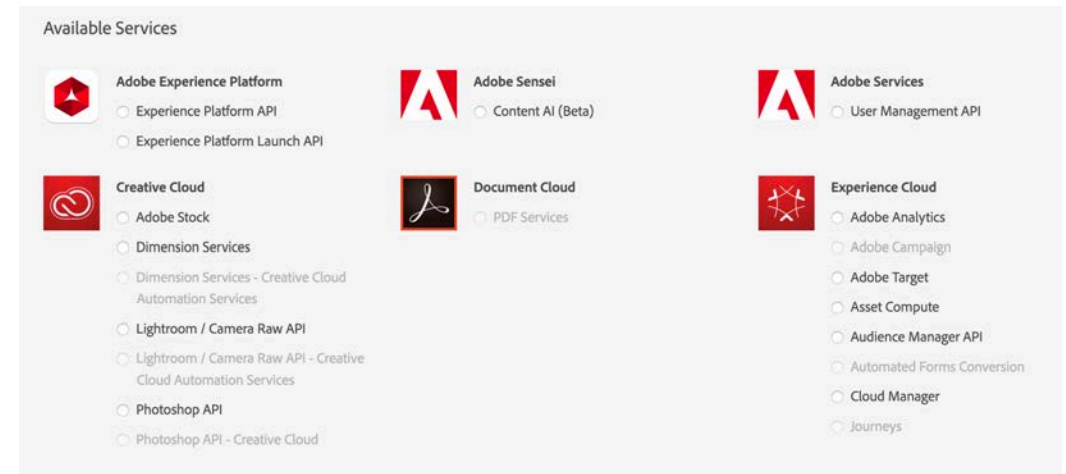 Available Services
Adobe Experience Platform
Experience Platform API
Experience Platform Launch API
Adobe Sensei
Content AI (Beta)
Adobe Services
User Management API
Creative Cloud
Adobe Stock
Dimension Services
Dimension Services - Creative Cloud
Automation Services
Lightroom / Camera Raw API
Lightroom / Camera Raw API - Creative
Cloud Automation Services
Photoshop API
Photoshop API - Creative Cloud
Document Cloud
PDF Services
Experience Cloud
Adobe Analytics
Adobe Campaign
Adobe Target
Asset Compute
Audience Manager API
Automated Forms Conversion
Cloud Manager
Journeys